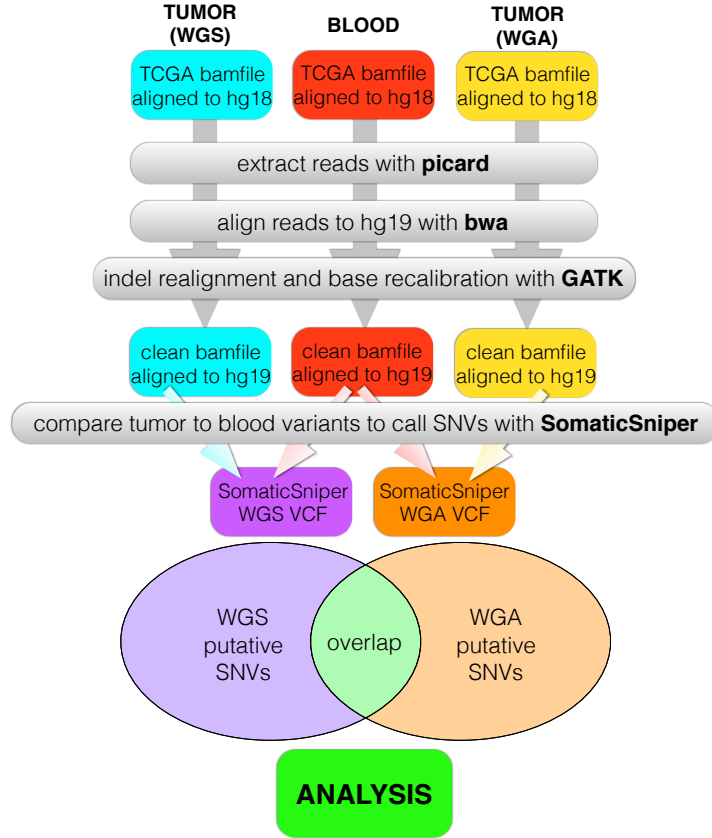 TUMOR
(WGS)
BLOOD
TUMOR
(WGA)
TCGA bamfile
aligned to hg18
TCGA bamfile
aligned to hg18
TCGA bamfile
aligned to hg18
extract reads with picard
align reads to hg19 with bwa
indel realignment and base recalibration with GATK
clean bamfile
aligned to hg19
clean bamfile
aligned to hg19
clean bamfile
aligned to hg19
compare tumor to blood variants to call SNVs with SomaticSniper
SomaticSniper
WGS VCF
SomaticSniper
WGA VCF
WGS
putative
SNVs
overlap
WGA
putative
SNVs
ANALYSIS